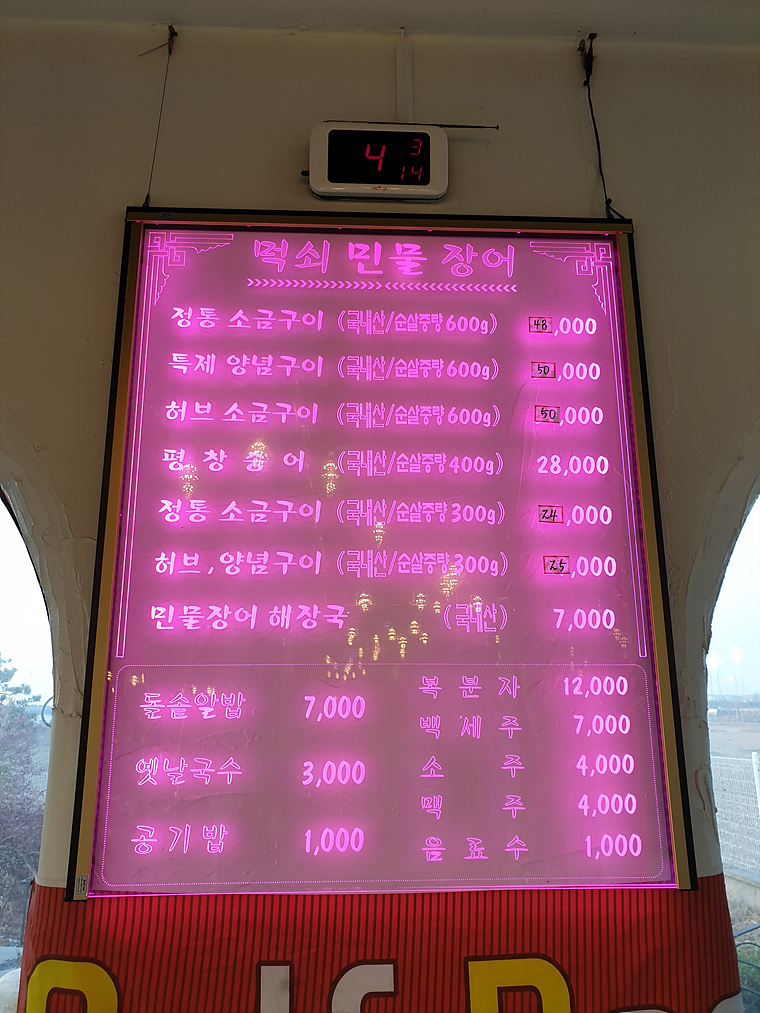 4 3
14
먹쇠 민물 장어
정통 소금구이 (국내산/순살중량 600g) 48,000
특제 양념구이 (국내산/순살중량 600g) 50,000
허브 소금구이 (국내산/순살중량 600g) 50,000
평창송어 (국내산/순살중량 400g) 28,000
정통 소금구이 (국내산/순살중량 300g) 24,000
허브,양념구이 (국내산/순살중량 300g) 25,000
민물장어 해장국 (국내산) 7,000
돌솥알밥 7,000
옛날국수 3,000
공기밥 1,000
복분자 12,000
백세주 7,000
소주 4,000
맥주 4,000
음료수 1,000